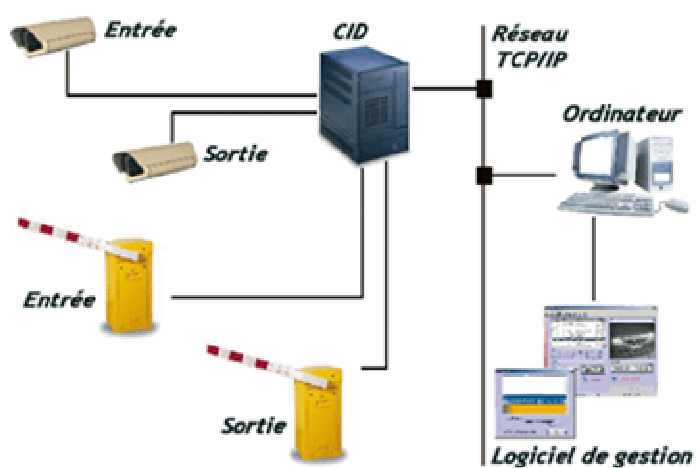 Entrée
CID
Réseau
TCP/IP
Ordinateur
Sortie
Entrée
Sortie
Logiciel de gestion